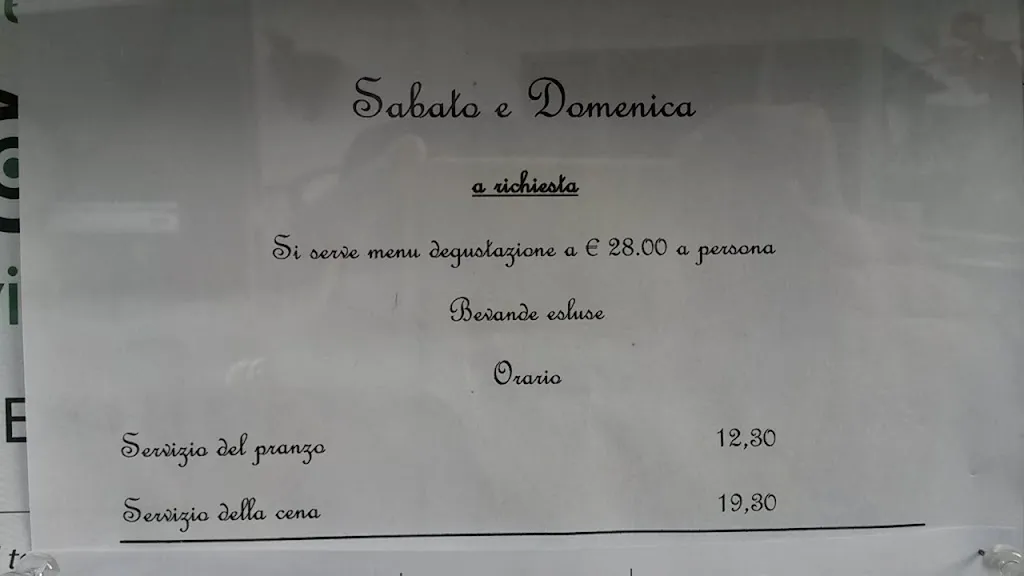 Sabato e Domenica
a richiesta
Si serve menu degustazione a € 28.00 a persona
Bevande esluse
Orario
Servizio del pranzo 12,30
Servizio della cena 19,30